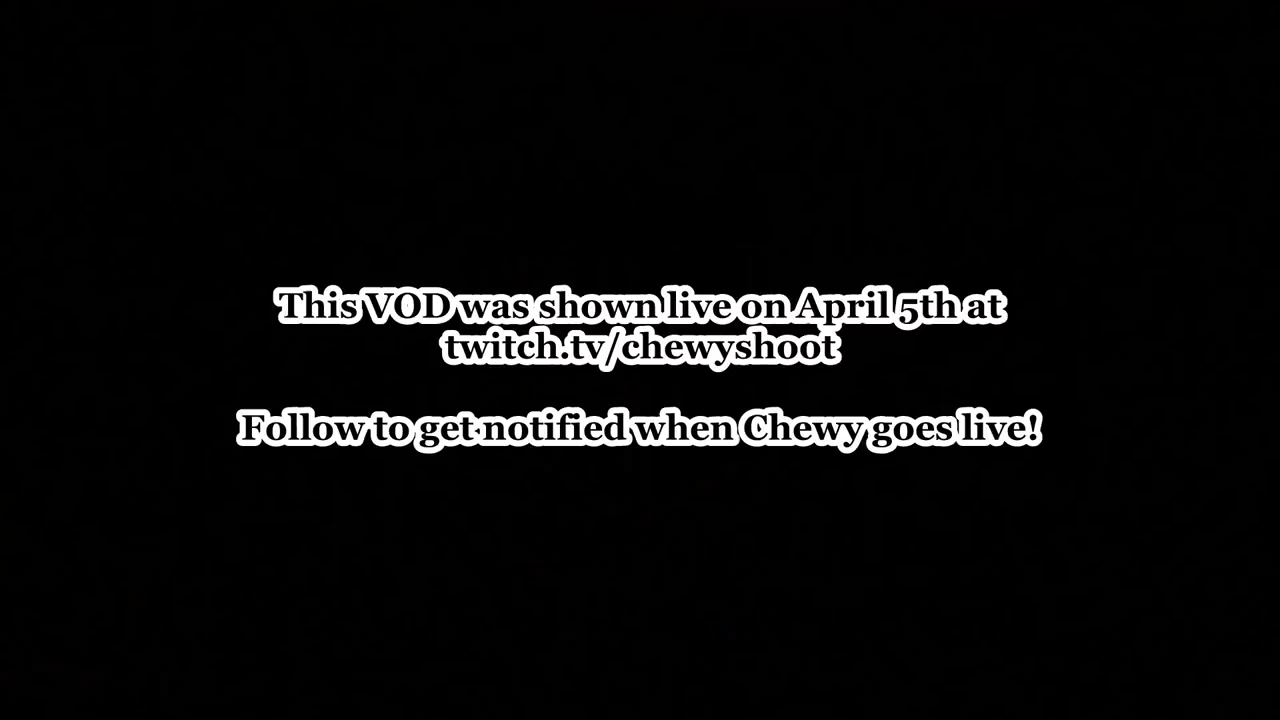 This VOD was shown live on April 5th at
twitch.tv/chewyshoot
Follow to get notified when Chewy goes live!